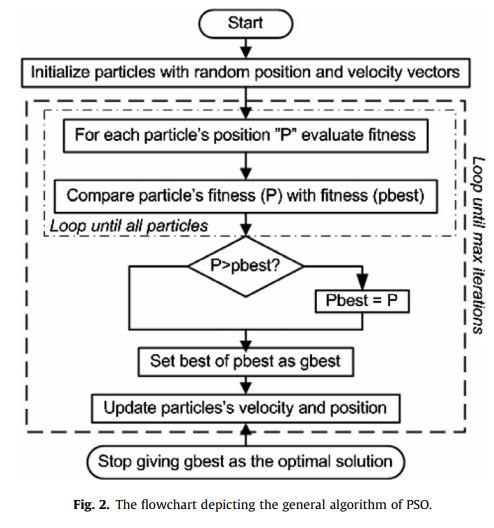 Start
Initialize particles with random position and velocity vectors
For each particle's position "P" evaluate fitness
Compare particle's fitness (P) with fitness (pbest)
Loop until all particles
P>pbest?
Pbest = P
Set best of pbest as gbest
Update particles's velocity and position
Loop until max iterations
Stop giving gbest as the optimal solution
Fig. 2. The flowchart depicting the general algorithm of PSO.